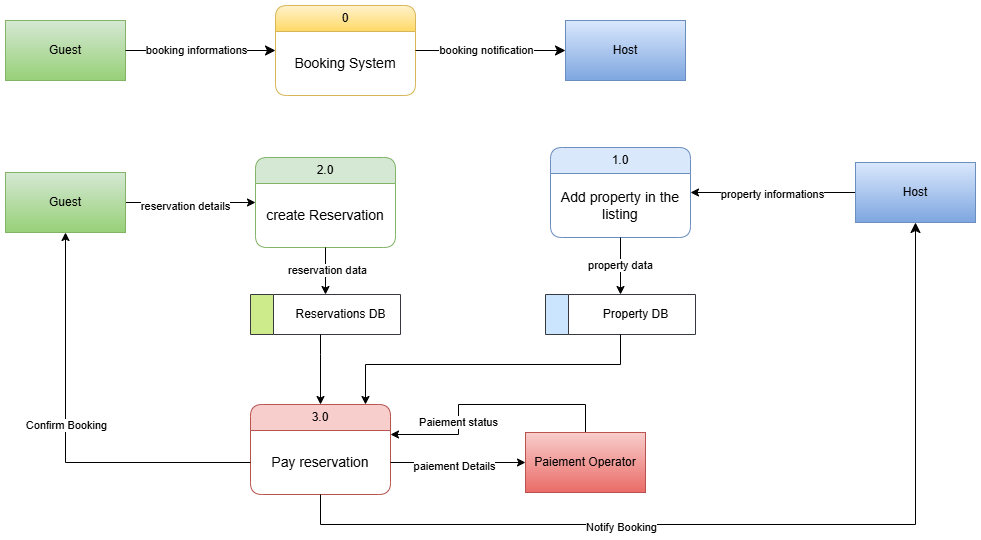 0
Guest
booking informations
Booking System
booking notification
Host
2.0
1.0
Guest
reservation details
create Reservation
Add property in the
listing
property informations
Host
reservation data
property data
Reservations DB
Property DB
3.0
Paiement status
Confirm Booking
Pay reservation
paiement Details
Paiement Operator
Notify Booking